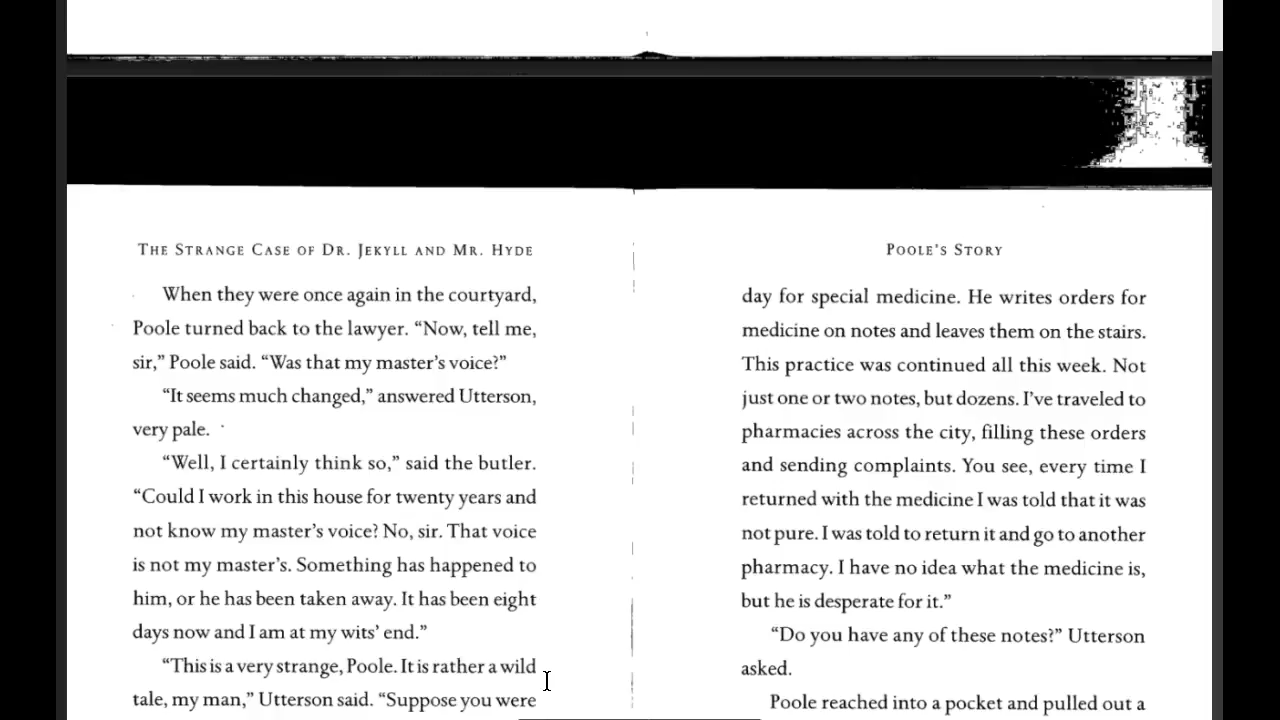 THE STRANGE CASE OF DR. JEKYLL AND MR. HYDE
When they were once again in the courtyard,
Poole turned back to the lawyer. “Now, tell me,
sir,” Poole said. “Was that my master’s voice?”
“It seems much changed,” answered Utterson,
very pale.
“Well, I certainly think so,” said the butler.
“Could I work in this house for twenty years and
not know my master’s voice? No, sir. That voice
is not my master’s. Something has happened to
him, or he has been taken away. It has been eight
days now and I am at my wits’ end.”
“This is a very strange, Poole. It is rather a wild
tale, my man,” Utterson said. “Suppose you were
POOLE’S STORY
day for special medicine. He writes orders for
medicine on notes and leaves them on the stairs.
This practice was continued all this week. Not
just one or two notes, but dozens. I’ve traveled to
pharmacies across the city, filling these orders
and sending complaints. You see, every time I
returned with the medicine I was told that it was
not pure. I was told to return it and go to another
pharmacy. I have no idea what the medicine is,
but he is desperate for it.”
“Do you have any of these notes?” Utterson
asked.
Poole reached into a pocket and pulled out a